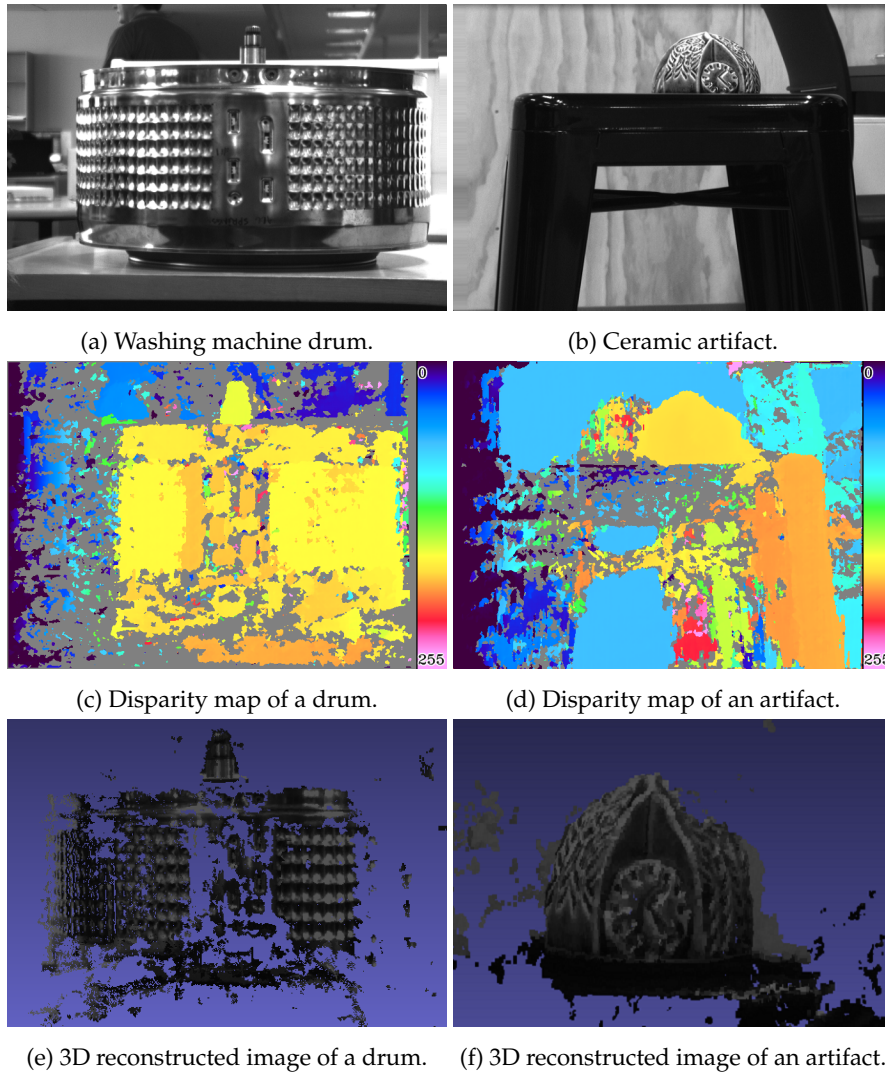 (a) Washing machine drum.
(b) Ceramic artifact.
0
255
0
255
(c) Disparity map of a drum.
(d) Disparity map of an artifact.
(e) 3D reconstructed image of a drum.
(f) 3D reconstructed image of an artifact.